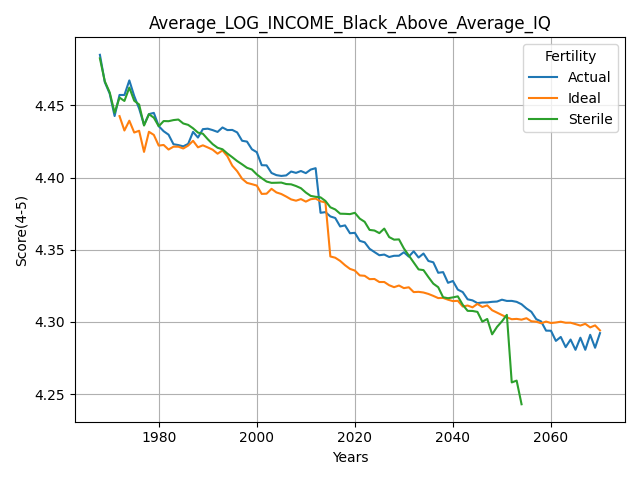 Average_LOG_INCOME_Black_Above_Average_IQ
Fertility
Actual
Ideal
Sterile
Score(4-5)
4.45
4.40
4.35
4.30
4.25
1980
2000
2020
2040
2060
Years